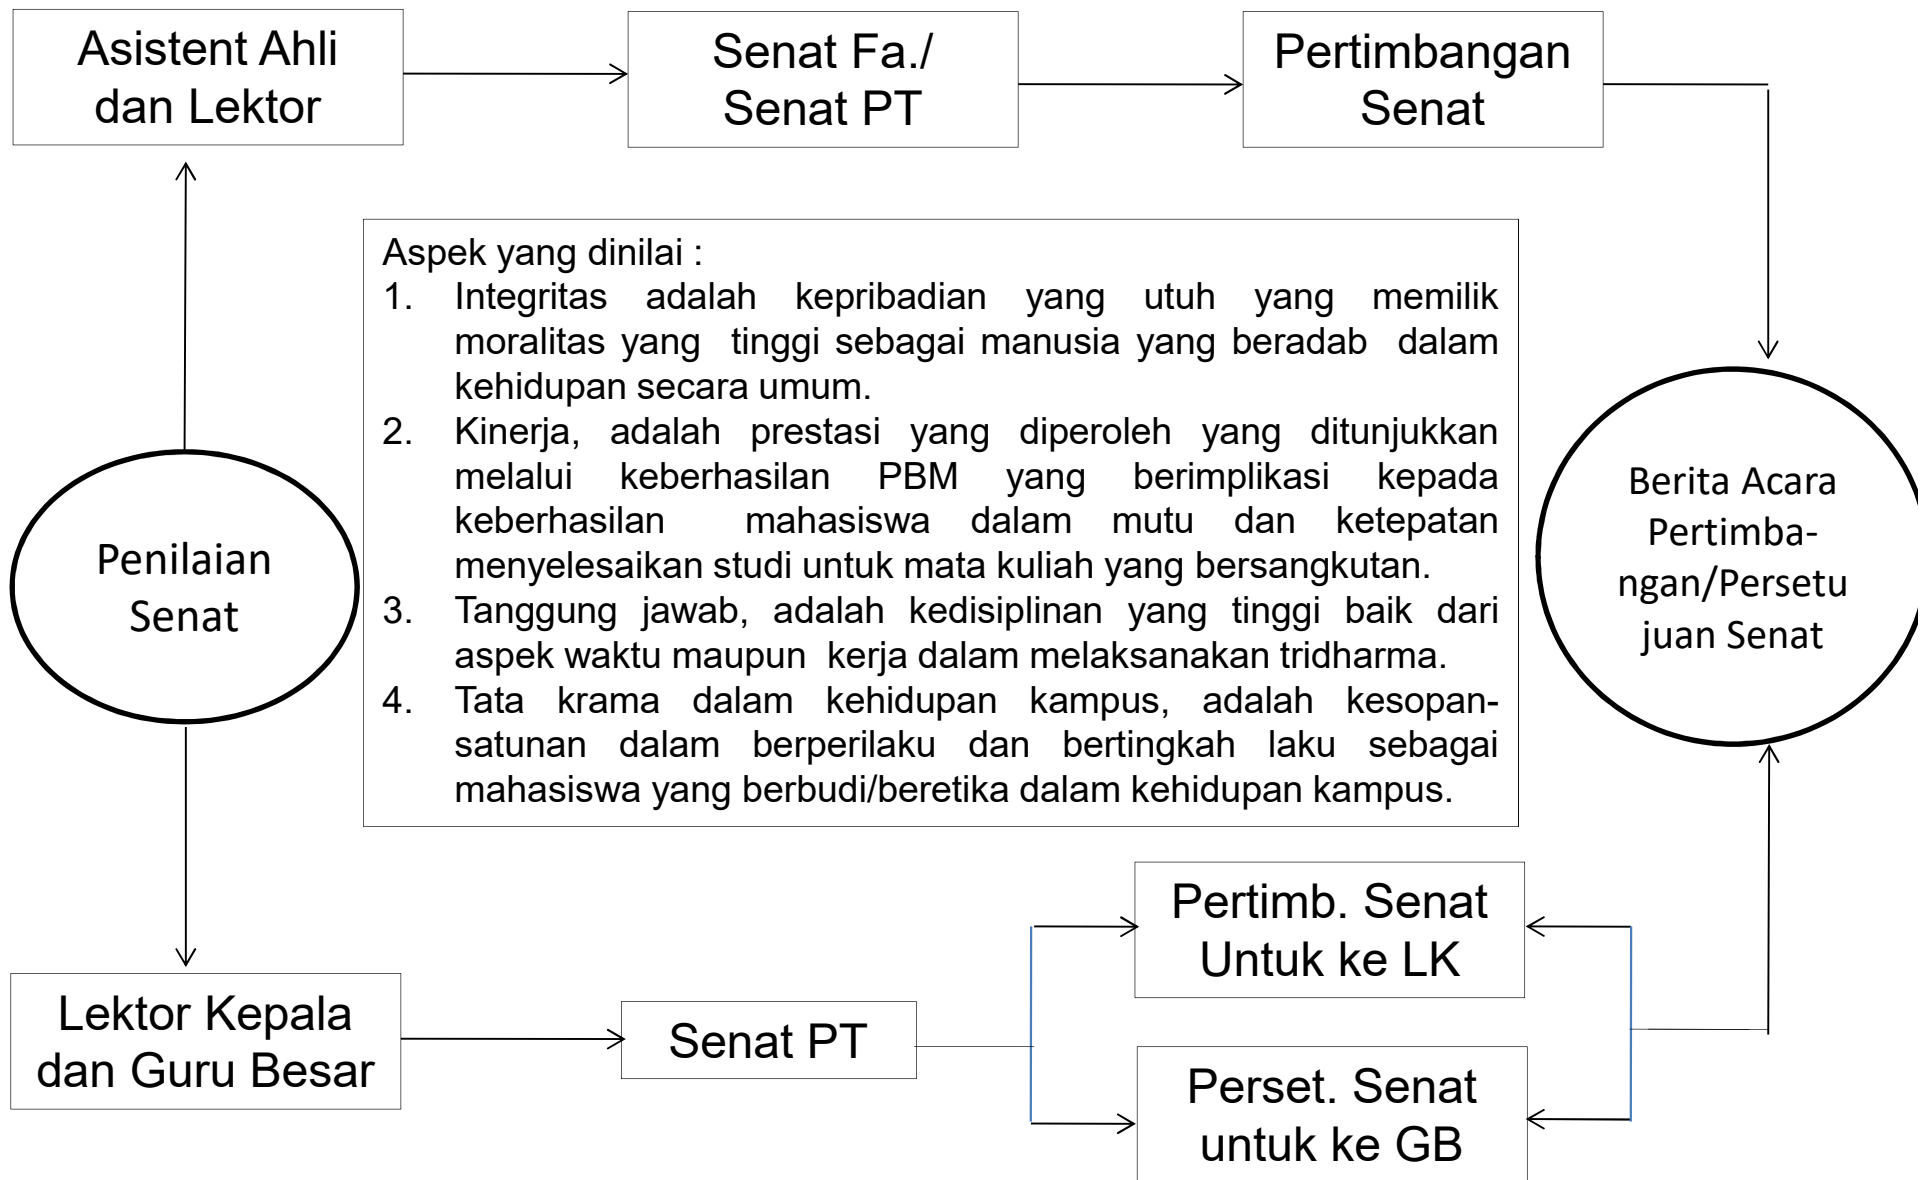 Asistent Ahli
dan Lektor
Senat Fa./
Senat PT
Pertimbangan
Senat
Aspek yang dinilai :
1. Integritas adalah kepribadian yang utuh yang memilik
moralitas yang tinggi sebagai manusia yang beradab dalam
kehidupan secara umum.
2. Kinerja, adalah prestasi yang diperoleh yang ditunjukkan
melalui keberhasilan PBM yang berimplikasi kepada
keberhasilan mahasiswa dalam mutu dan ketepatan
menyelesaikan studi untuk mata kuliah yang bersangkutan.
3. Tanggung jawab, adalah kedisiplinan yang tinggi baik dari
aspek waktu maupun kerja dalam melaksanakan tridharma.
4. Tata krama dalam kehidupan kampus, adalah kesopan-
satunan dalam berperilaku dan bertingkah laku sebagai
mahasiswa yang berbudi/beretika dalam kehidupan kampus.
Penilaian
Senat
Berita Acara
Pertimba-
ngan/Persetu
juan Senat
Lektor Kepala
dan Guru Besar
Senat PT
Pertimb. Senat
Untuk ke LK
Perset. Senat
untuk ke GB